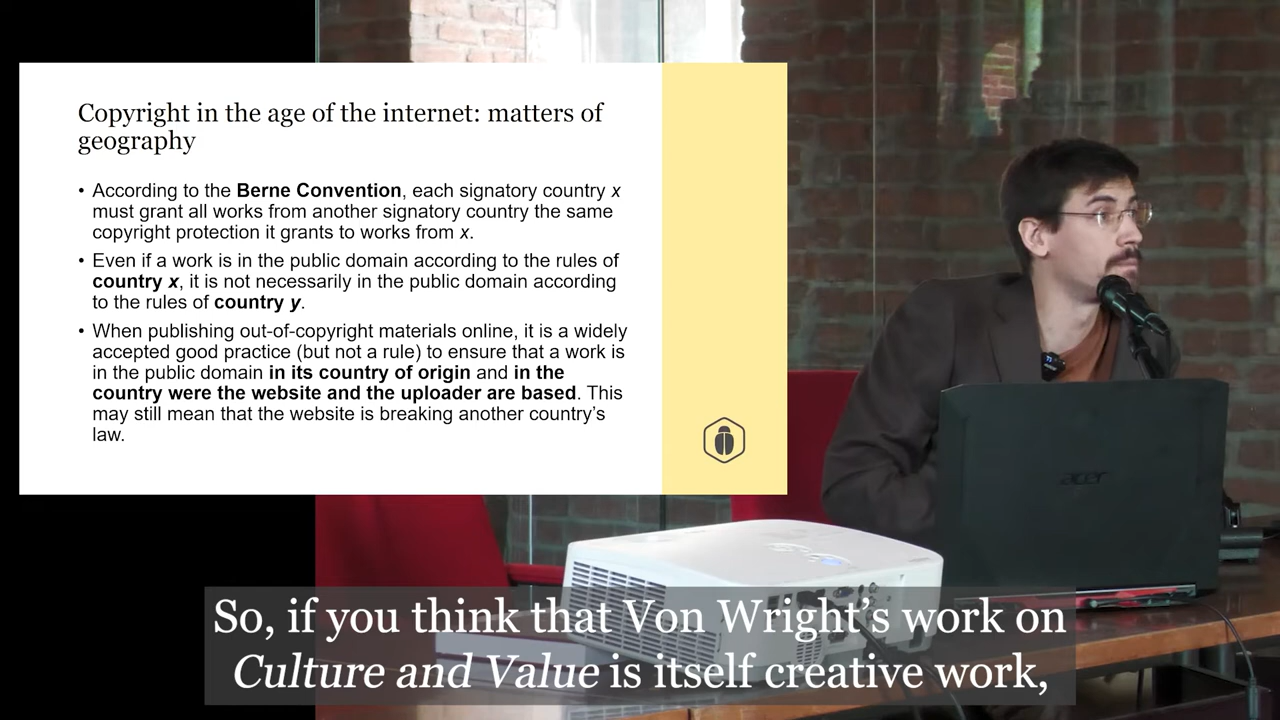 Copyright in the age of the internet: matters of
geography
• According to the Berne Convention, each signatory country x
must grant all works from another signatory country the same
copyright protection it grants to works from x.
• Even if a work is in the public domain according to the rules of
country x, it is not necessarily in the public domain according
to the rules of country y.
• When publishing out-of-copyright materials online, it is a widely
accepted good practice (but not a rule) to ensure that a work is
in the public domain in its country of origin and in the
country were the website and the uploader are based. This
may still mean that the website is breaking another country's
law.
acer
So, if you think that Von Wright's work on
Culture and Value is itself creative work,